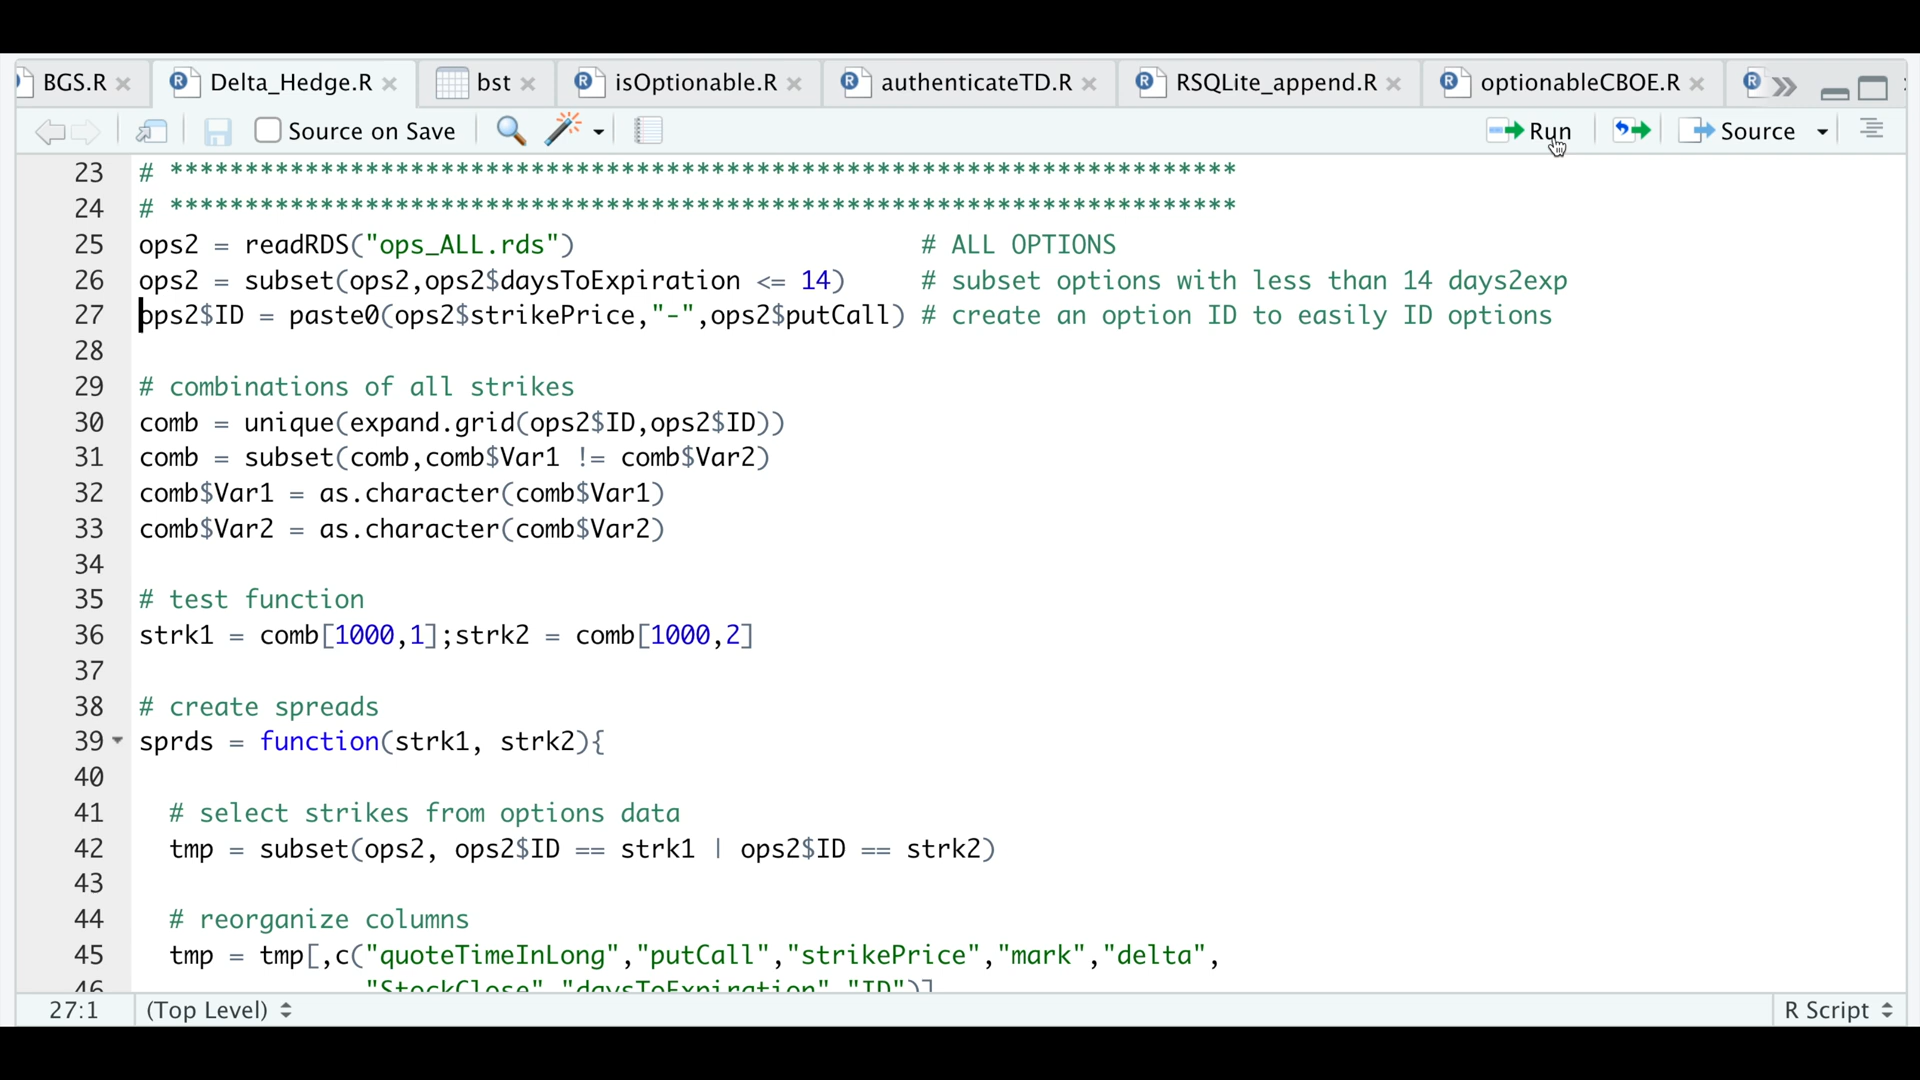 BGS.R Delta_Hedge.R bst isOptionable.R authenticateTD.R RSQLite_append.R optionableCBOE.R
Source on Save Run Source
23 # ***********************************************************************
24 # ***********************************************************************
25 ops2 = readRDS("ops_ALL.rds") # ALL OPTIONS
26 ops2 = subset(ops2,ops2$daysToExpiration <= 14) # subset options with less than 14 days2exp
27 ops2$ID = paste0(ops2$strikePrice,"-",ops2$putCall) # create an option ID to easily ID options
28
29 # combinations of all strikes
30 comb = unique(expand.grid(ops2$ID,ops2$ID))
31 comb = subset(comb,comb$Var1 != comb$Var2)
32 comb$Var1 = as.character(comb$Var1)
33 comb$Var2 = as.character(comb$Var2)
34
35 # test function
36 strk1 = comb[1000,1];strk2 = comb[1000,2]
37
38 # create spreads
39 sprds = function(strk1, strk2){
40
41 # select strikes from options data
42 tmp = subset(ops2, ops2$ID == strk1 | ops2$ID == strk2)
43
44 # reorganize columns
45 tmp = tmp[,c("quoteTimeInLong","putCall","strikePrice","mark","delta",
46 "StockClose","daysToExpiration","ID")]
27:1 (Top Level) R Script